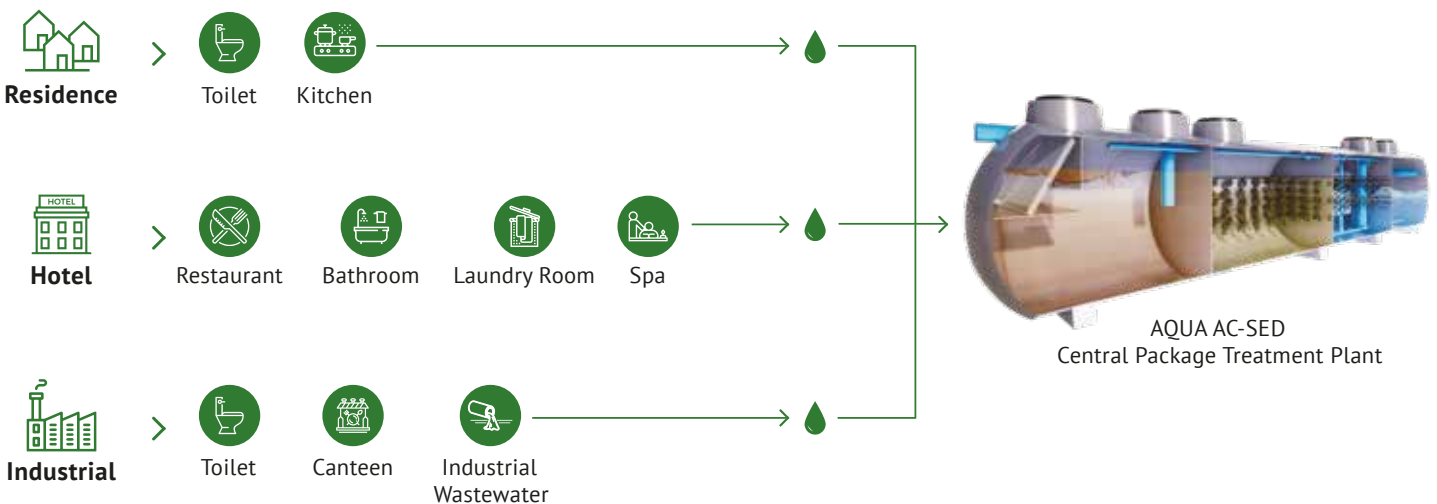 Residence
Toilet
Kitchen
HOTEL
Hotel
Restaurant
Bathroom
Laundry Room
Spa
AQUA AC-SED
Central Package Treatment Plant
Industrial
Toilet
Canteen
Industrial
Wastewater